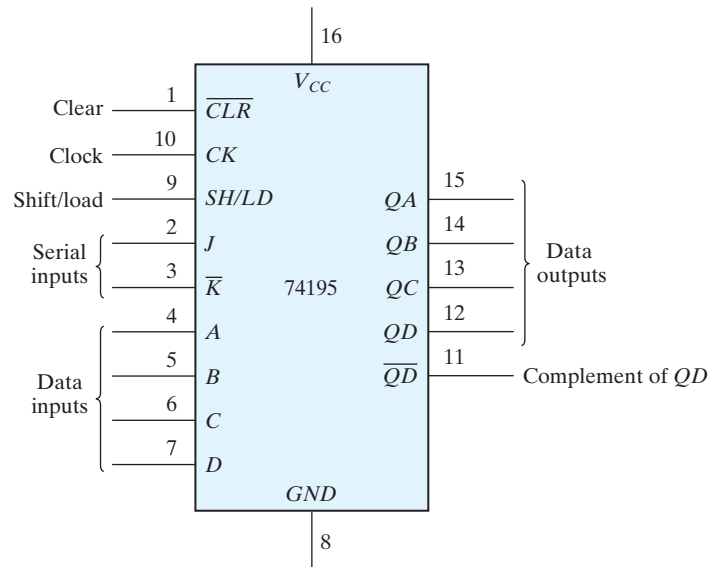 16
V_CC
Clear 1 C̅L̅R̅
Clock 10 CK
Shift/load 9 SH/LD
Serial inputs
2 J
3 K̅
74195
Data inputs
4 A
5 B
6 C
7 D
15 QA
14 QB
13 QC
12 QD
Data outputs
11 Q̅D̅ Complement of QD
GND
8